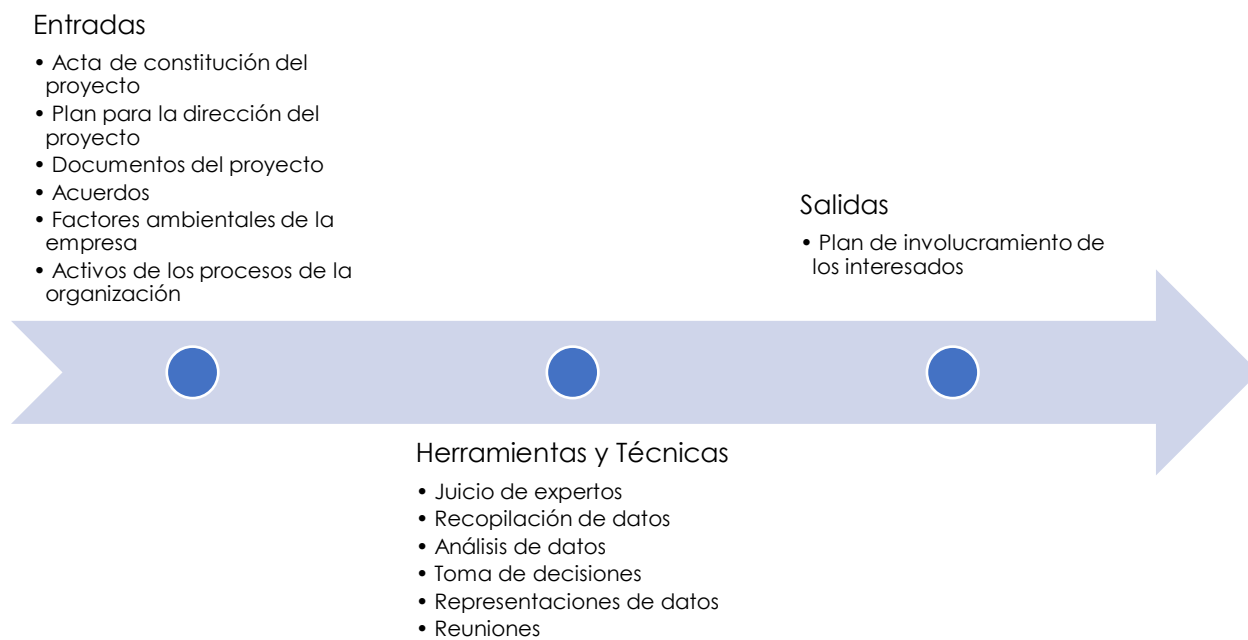 Entradas
• Acta de constitución del
proyecto
• Plan para la dirección del
proyecto
• Documentos del proyecto
• Acuerdos
• Factores ambientales de la
empresa
• Activos de los procesos de la
organización
Herramientas y Técnicas
• Juicio de expertos
• Recopilación de datos
• Análisis de datos
• Toma de decisiones
• Representaciones de datos
• Reuniones
Salidas
• Plan de involucramiento de
los interesados